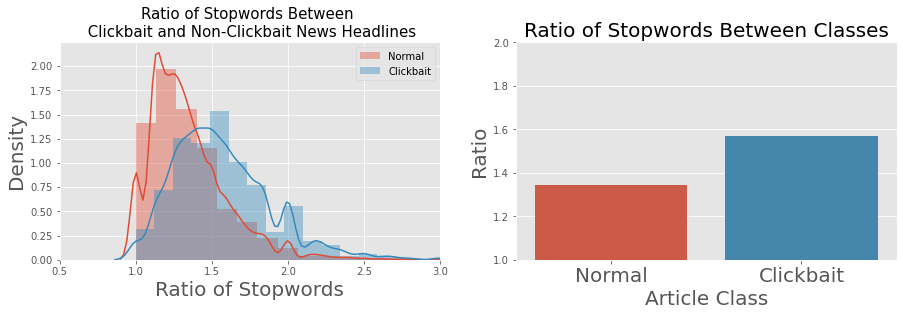 Ratio of Stopwords Between
Clickbait and Non-Clickbait News Headlines
Normal
Clickbait
Density
2.00
1.75
1.50
1.25
1.00
0.75
0.50
0.25
0.00
0.5
1.0
1.5
2.0
2.5
3.0
Ratio of Stopwords
Ratio of Stopwords Between Classes
Ratio
2.0
1.8
1.6
1.4
1.2
1.0
Normal
Clickbait
Article Class